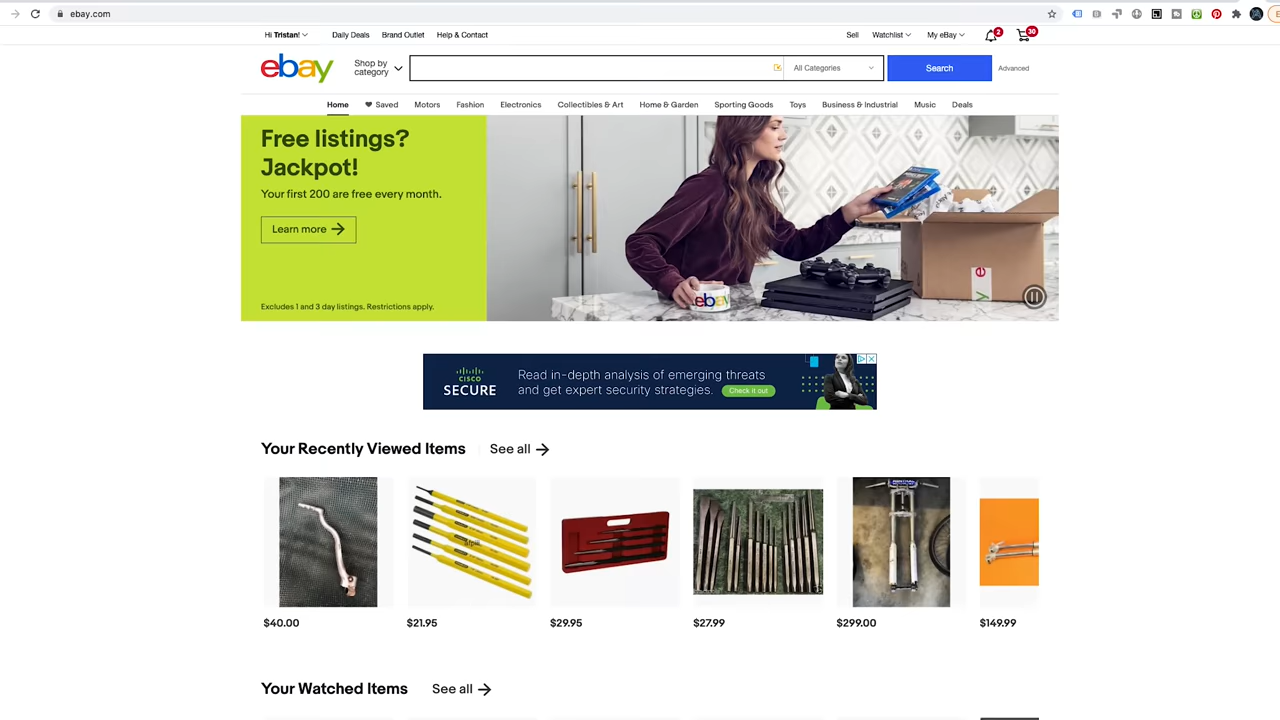 ebay.com
Hi Tristan!
Daily Deals
Brand Outlet
Help & Contact
Sell
Watchlist
My eBay
2
30
ebay
Shop by
category
All Categories
Search
Advanced
Home
Saved
Motors
Fashion
Electronics
Collectibles & Art
Home & Garden
Sporting Goods
Toys
Business & Industrial
Music
Deals
Free listings?
Jackpot!
Your first 200 are free every month.
Learn more
Excludes 1 and 3 day listings. Restrictions apply.
ebay
CISCO
SECURE
Read in-depth analysis of emerging threats
and get expert security strategies.
Check it out
Your Recently Viewed Items
See all
$40.00
$21.95
$29.95
$27.99
$299.00
$149.99
Your Watched Items
See all